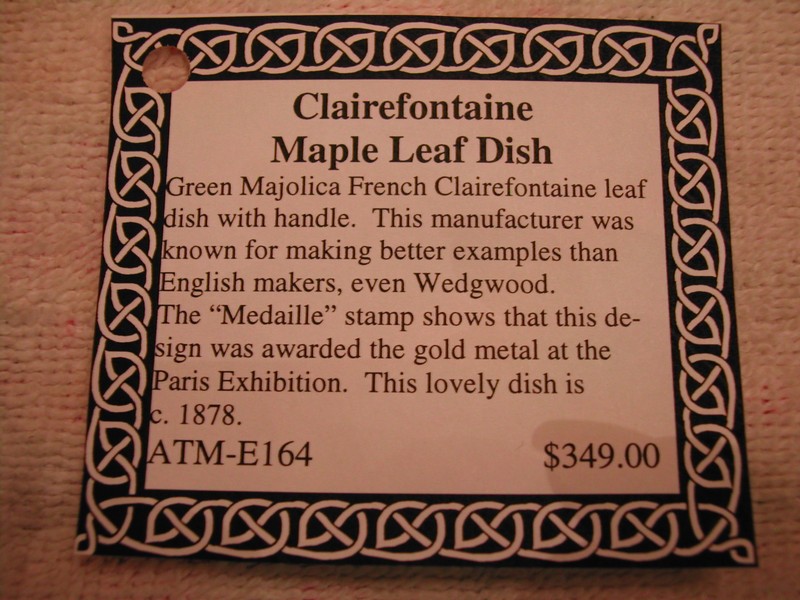 Clairefontaine
Maple Leaf Dish
Green Majolica French Clairefontaine leaf
dish with handle. This manufacturer was
known for making better examples than
English makers, even Wedgwood.
The “Medaille” stamp shows that this de-
sign was awarded the gold metal at the
Paris Exhibition. This lovely dish is
c. 1878.
ATM-E164 $349.00